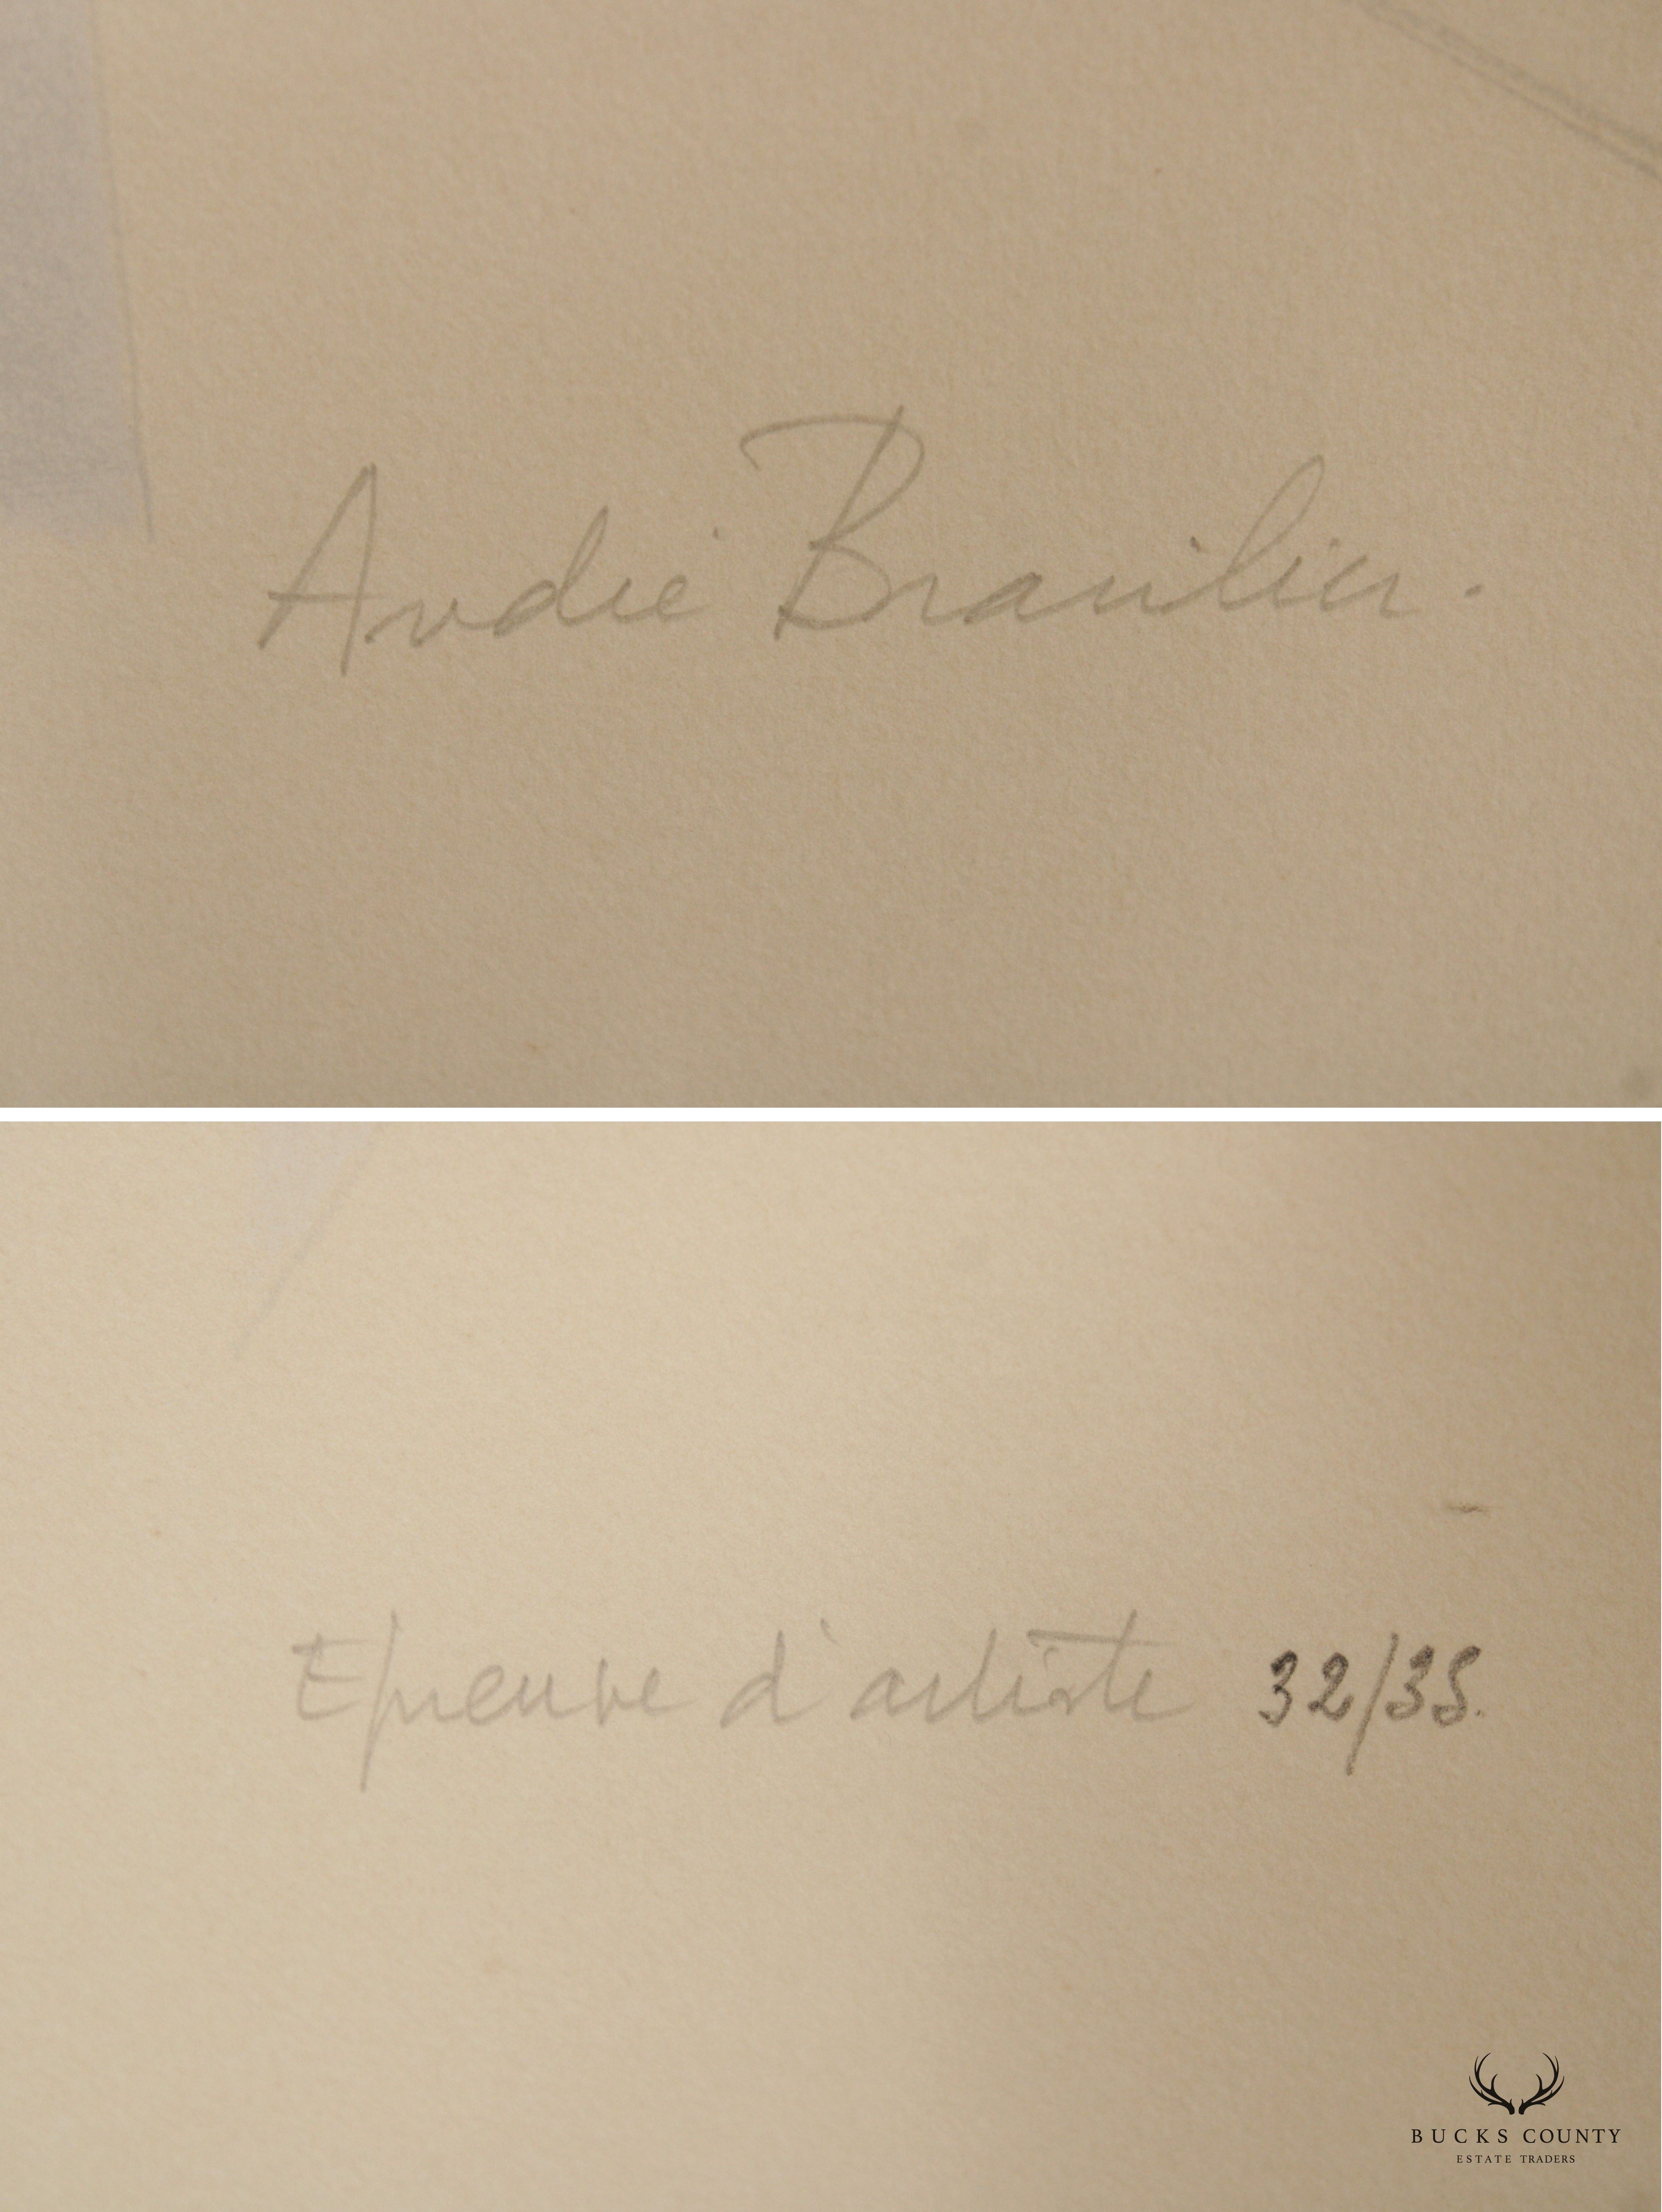 André Brasilier.
Epreuve d'artiste 32/35.
BUCKS COUNTY
ESTATE TRADERS